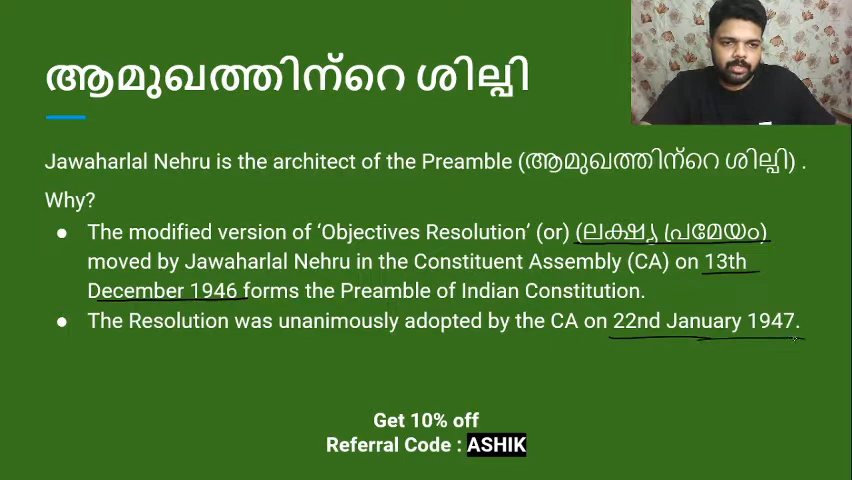 ആമുഖത്തിന്റെ ശില്പി
Jawaharlal Nehru is the architect of the Preamble (ആമുഖത്തിന്റെ ശില്പി) .
Why?
● The modified version of ‘Objectives Resolution’ (or) (ലക്ഷ്യ പ്രമേയം)
moved by Jawaharlal Nehru in the Constituent Assembly (CA) on 13th
December 1946 forms the Preamble of Indian Constitution.
● The Resolution was unanimously adopted by the CA on 22nd January 1947.
Get 10% off
Referral Code : ASHIK